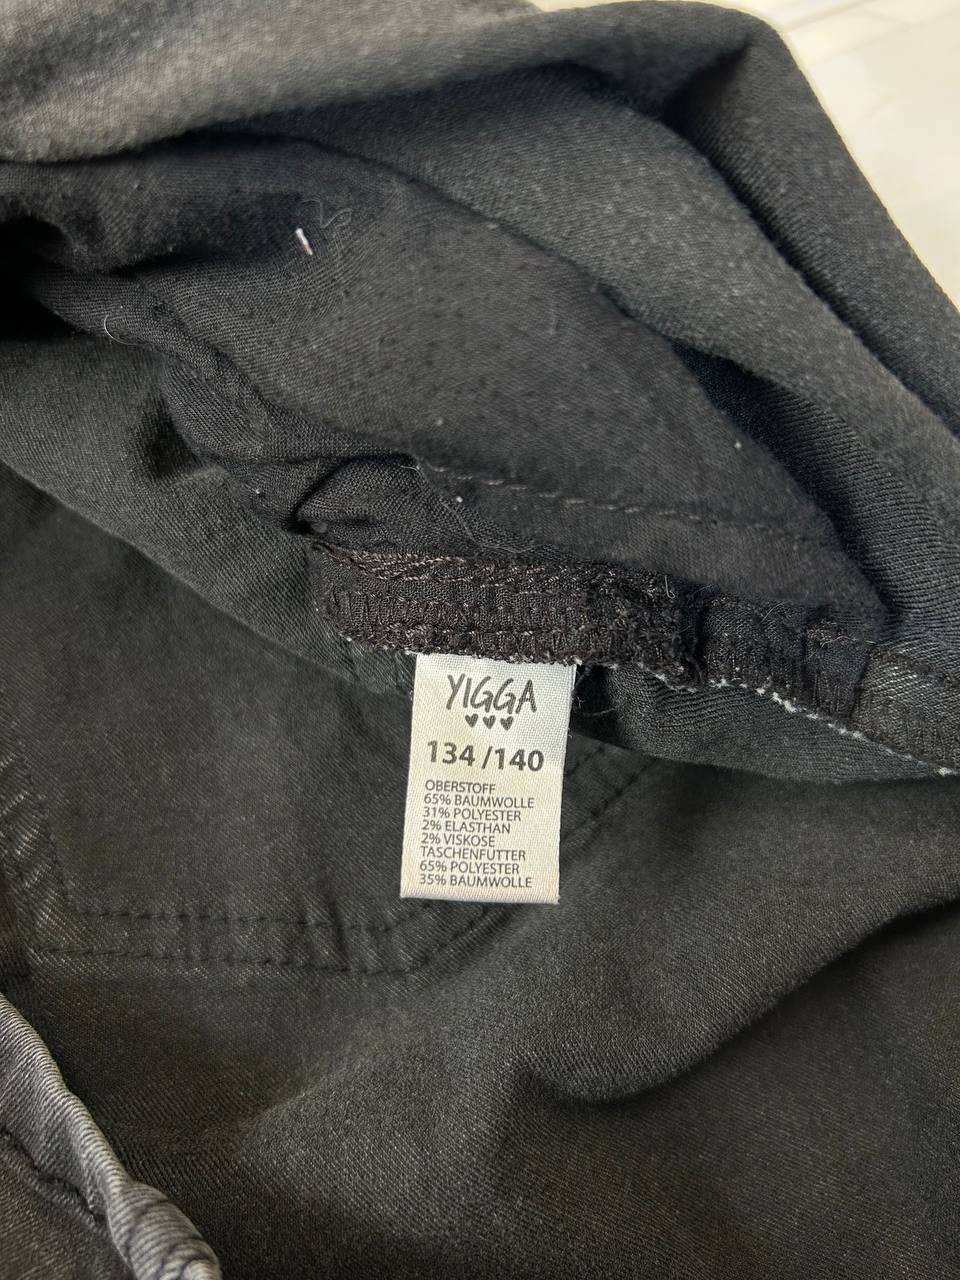 YIGGA
134/140
OBERSTOFF
65% BAUMWOLLE
31% POLYESTER
2% ELASTHAN
2% VISKOSE
TASCHENFUTTER
65% POLYESTER
35% BAUMWOLLE